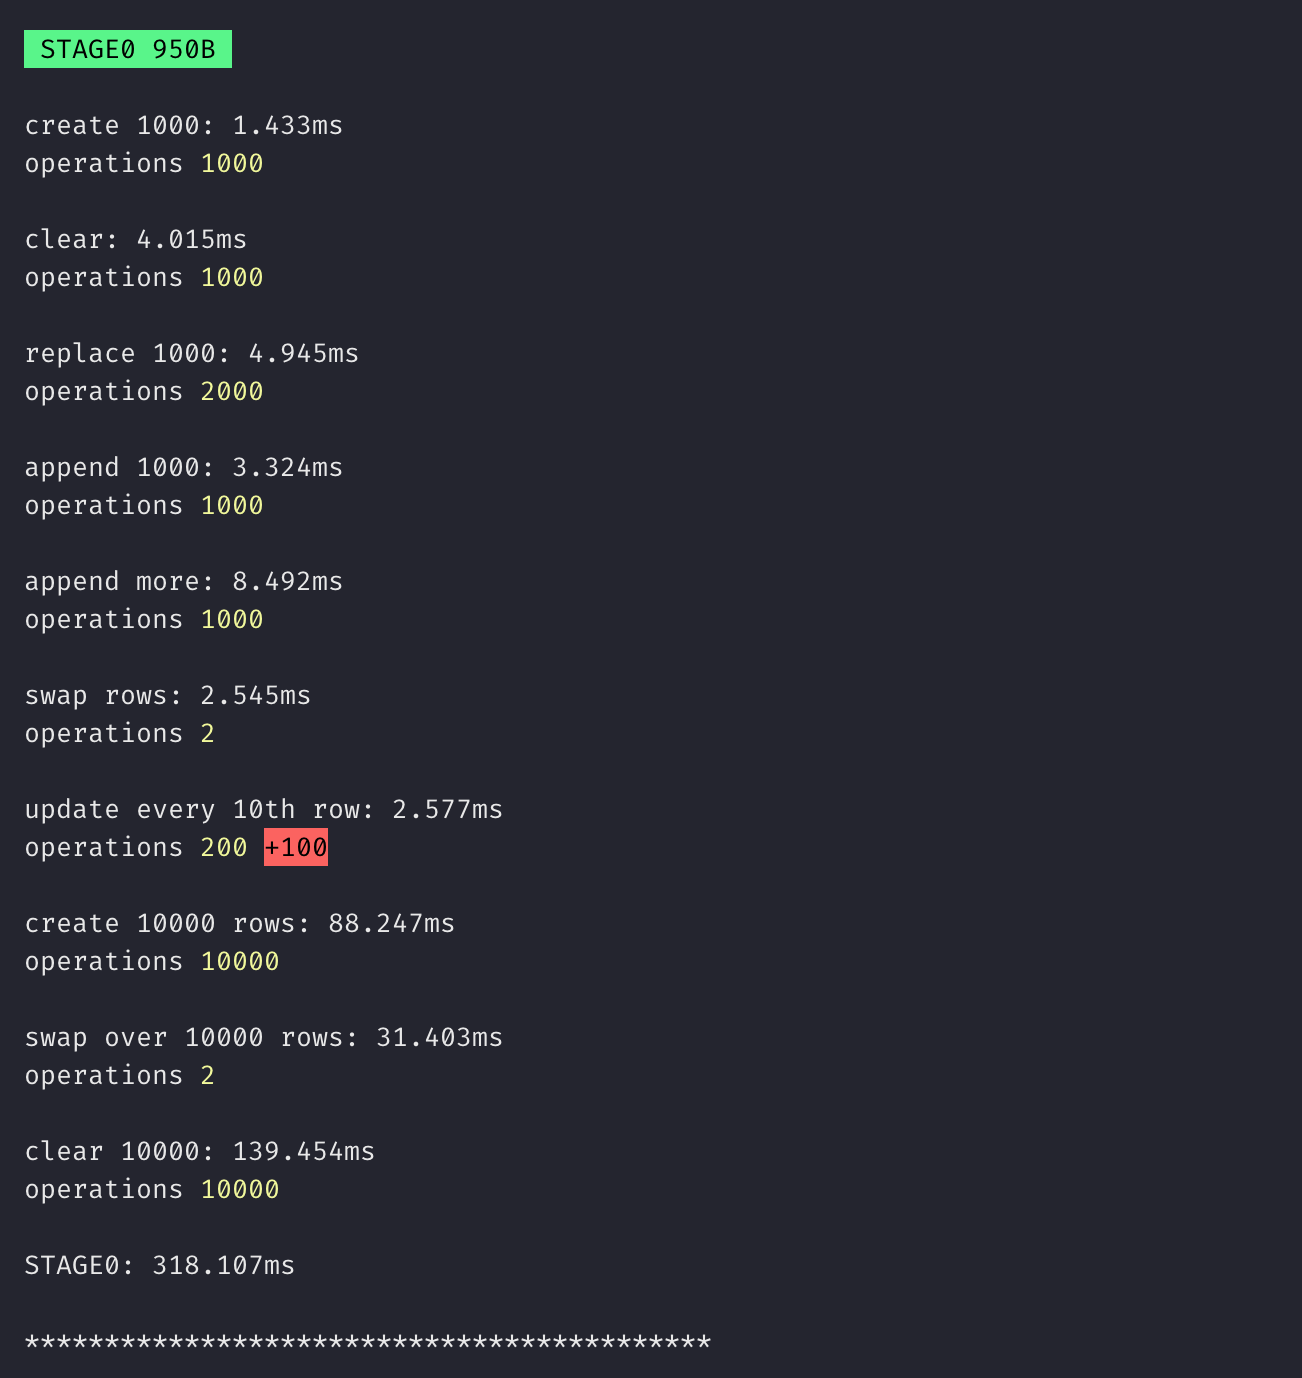 STAGE0 950B
create 1000: 1.433ms
operations 1000
clear: 4.015ms
operations 1000
replace 1000: 4.945ms
operations 2000
append 1000: 3.324ms
operations 1000
append more: 8.492ms
operations 1000
swap rows: 2.545ms
operations 2
update every 10th row: 2.577ms
operations 200 +100
create 10000 rows: 88.247ms
operations 10000
swap over 10000 rows: 31.403ms
operations 2
clear 10000: 139.454ms
operations 10000
STAGE0: 318.107ms
*******************************************